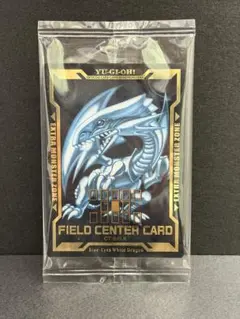 YU-GI-OH!
EXTRA MONSTER ZONE
EXTRA MONSTER ZONE
FIELD CENTER CARD
Blue-Eyes White Dragon